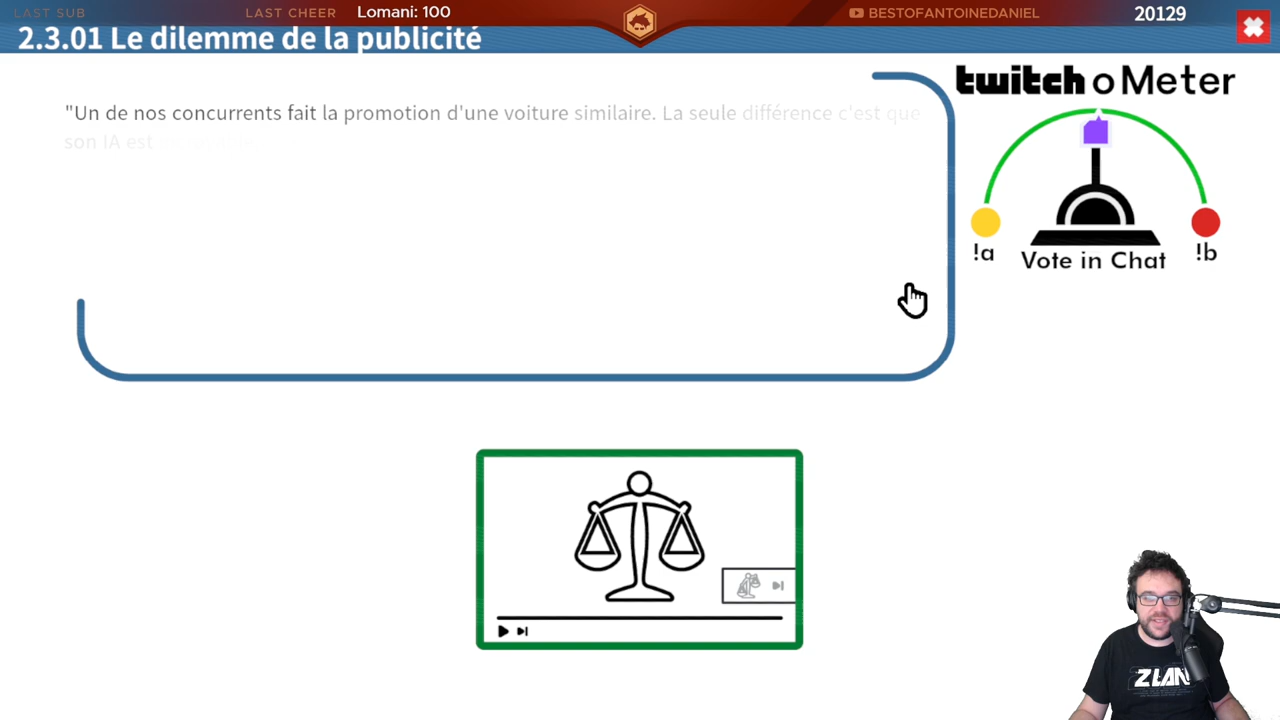 LAST SUB
LAST CHEER
Lomani: 100
BESTOFANTOINEDANIEL
20129
2.3.01 Le dilemme de la publicité
"Un de nos concurrents fait la promotion d'une voiture similaire. La seule différence c'est que
son IA est
twitch o Meter
!a
Vote in Chat
!b
Z LAN